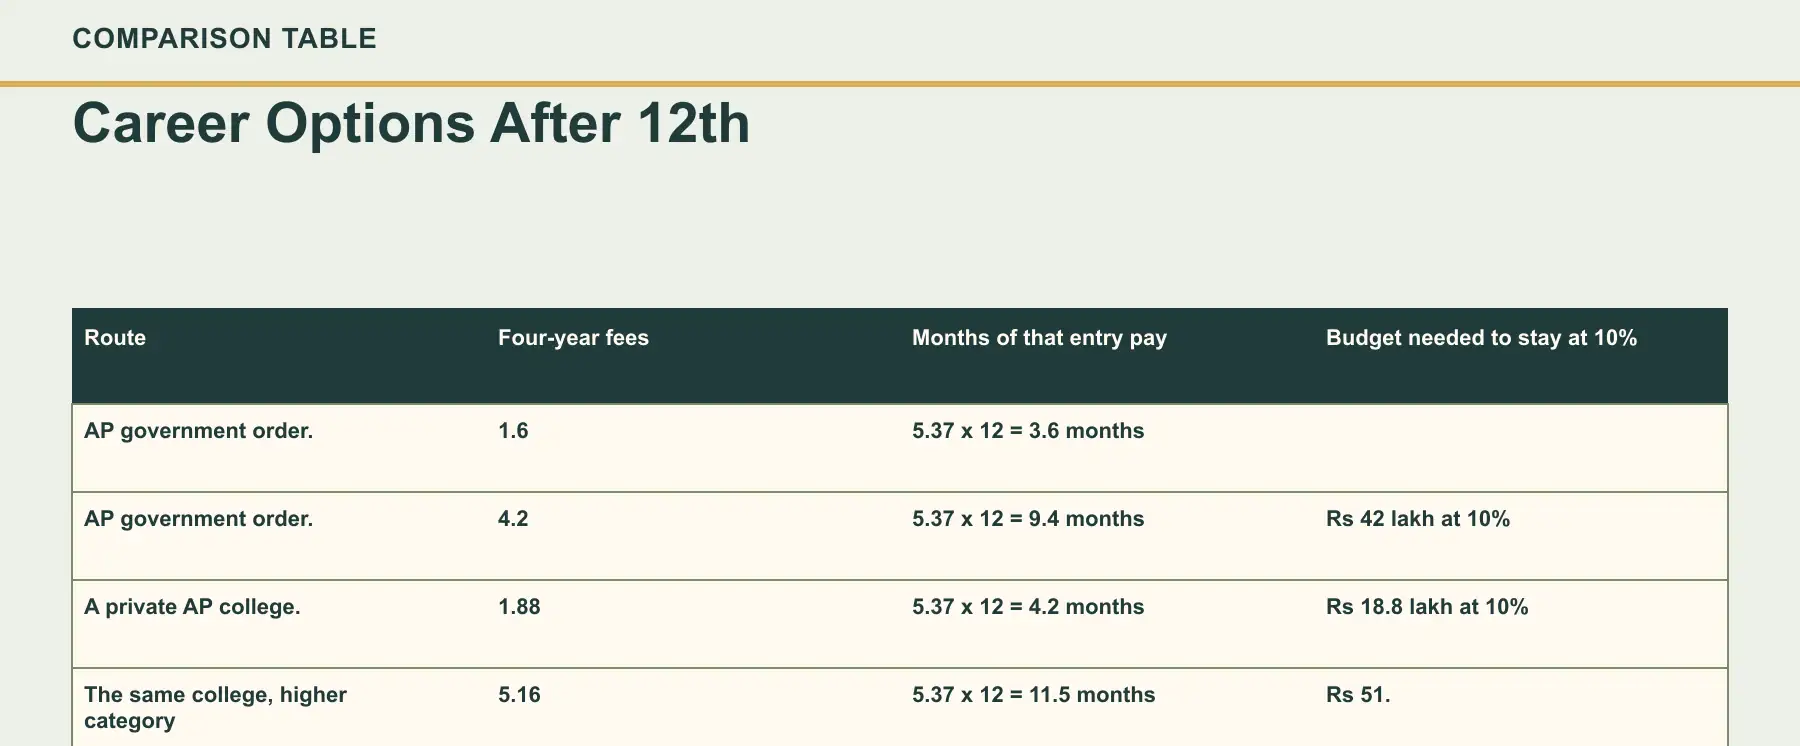 COMPARISON TABLE
Career Options After 12th
Route Four-year fees Months of that entry pay Budget needed to stay at 10%
AP government order. 1.6 5.37 x 12 = 3.6 months
AP government order. 4.2 5.37 x 12 = 9.4 months Rs 42 lakh at 10%
A private AP college. 1.88 5.37 x 12 = 4.2 months Rs 18.8 lakh at 10%
The same college, higher 5.16 5.37 x 12 = 11.5 months Rs 51.
category